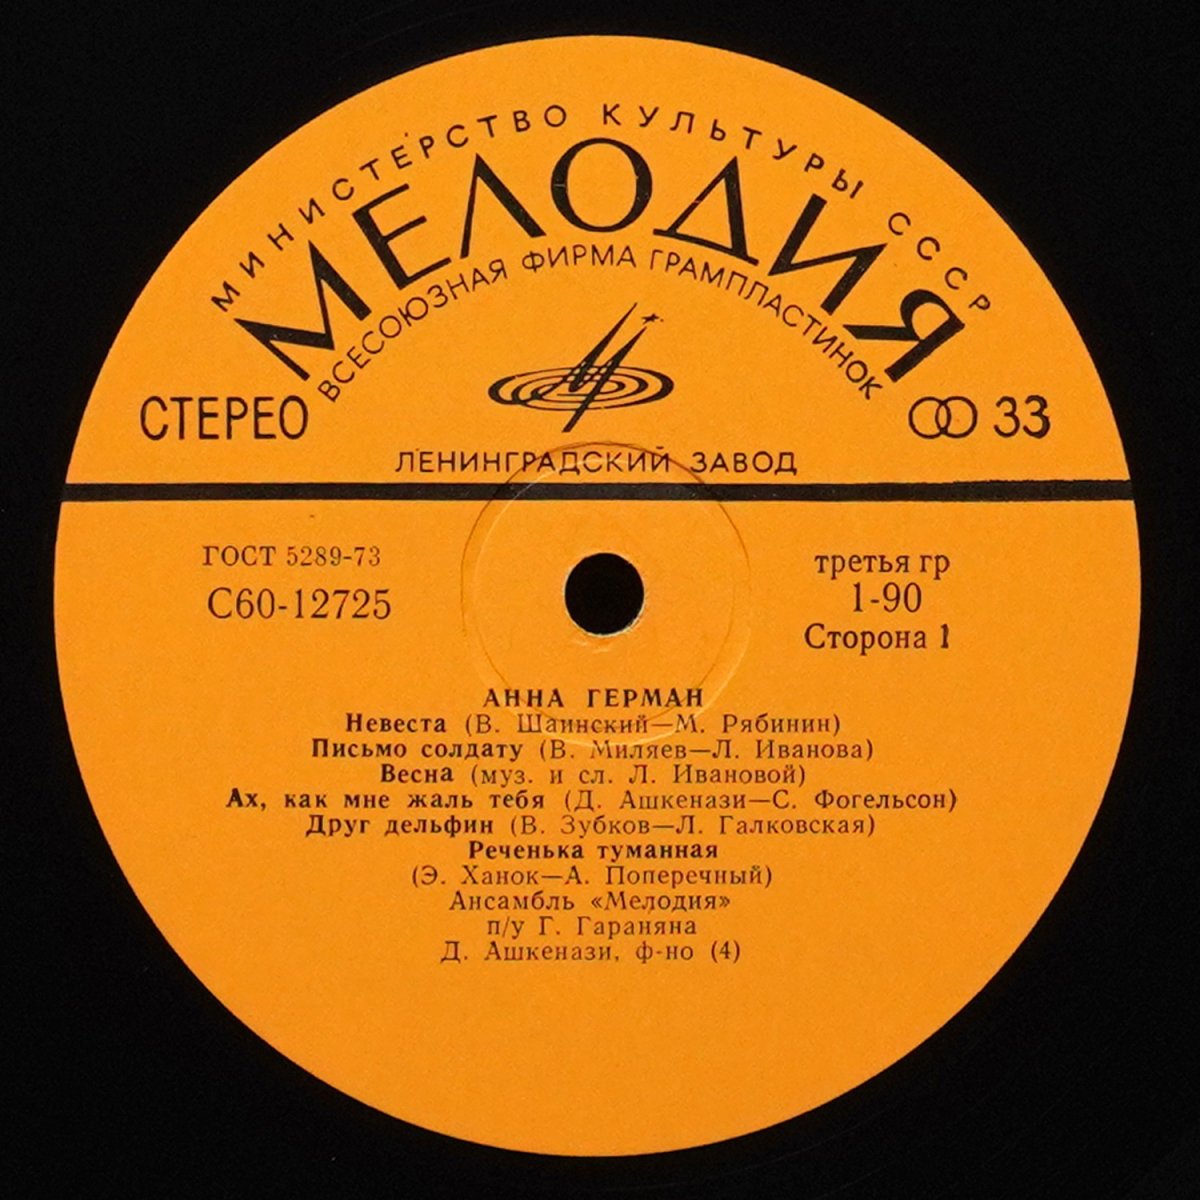 МИНИСТЕРСТВО КУЛЬТУРЫ СССР
МЕЛОДИЯ
ВСЕСОЮЗНАЯ ФИРМА ГРАМПЛАСТИНОК
СТЕРЕО
33
ЛЕНИНГРАДСКИЙ ЗАВОД
ГОСТ 5289-73
С60-12725
третья гр
1-90
Сторона 1
АННА ГЕРМАН
Невеста (В. Шаинский—М. Рябинин)
Письмо солдату (В. Миляев—Л. Иванова)
Весна (муз. и сл. Л. Ивановой)
Ах, как мне жаль тебя (Д. Ашкенази—С. Фогельсон)
Друг дельфин (В. Зубков—Л. Галковская)
Реченька туманная
(Э. Ханок—А. Поперечный)
Ансамбль «Мелодия»
п/у Г. Гараняна
Д. Ашкенази, ф-но (4)